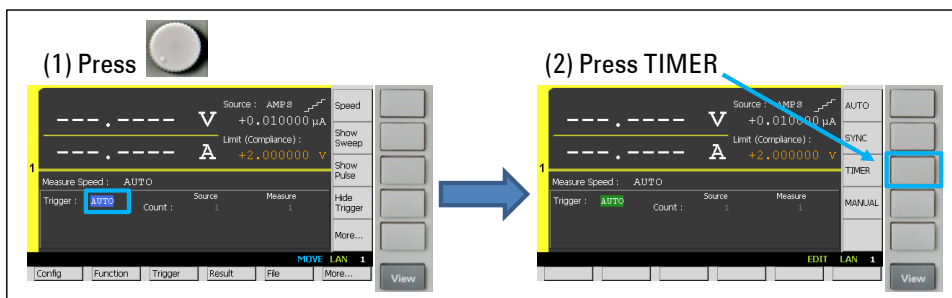 (1) Press
---.---- V
Source : AMPS
+0.010000 µA
Limit (Compliance) :
---.---- A
+2.000000 V
1
Measure Speed : AUTO
Trigger : AUTO
Count :
Source
1
Measure
1
Speed
Show Sweep
Show Pulse
Hide Trigger
More...
MOVE LAN 1
Config Function Trigger Result File More...
View
(2) Press TIMER
---.---- V
Source : AMPS
+0.010000 µA
Limit (Compliance) :
---.---- A
+2.000000 V
1
Measure Speed : AUTO
Trigger : AUTO
Count :
Source
1
Measure
1
AUTO
SYNC
TIMER
MANUAL
EDIT LAN 1
View